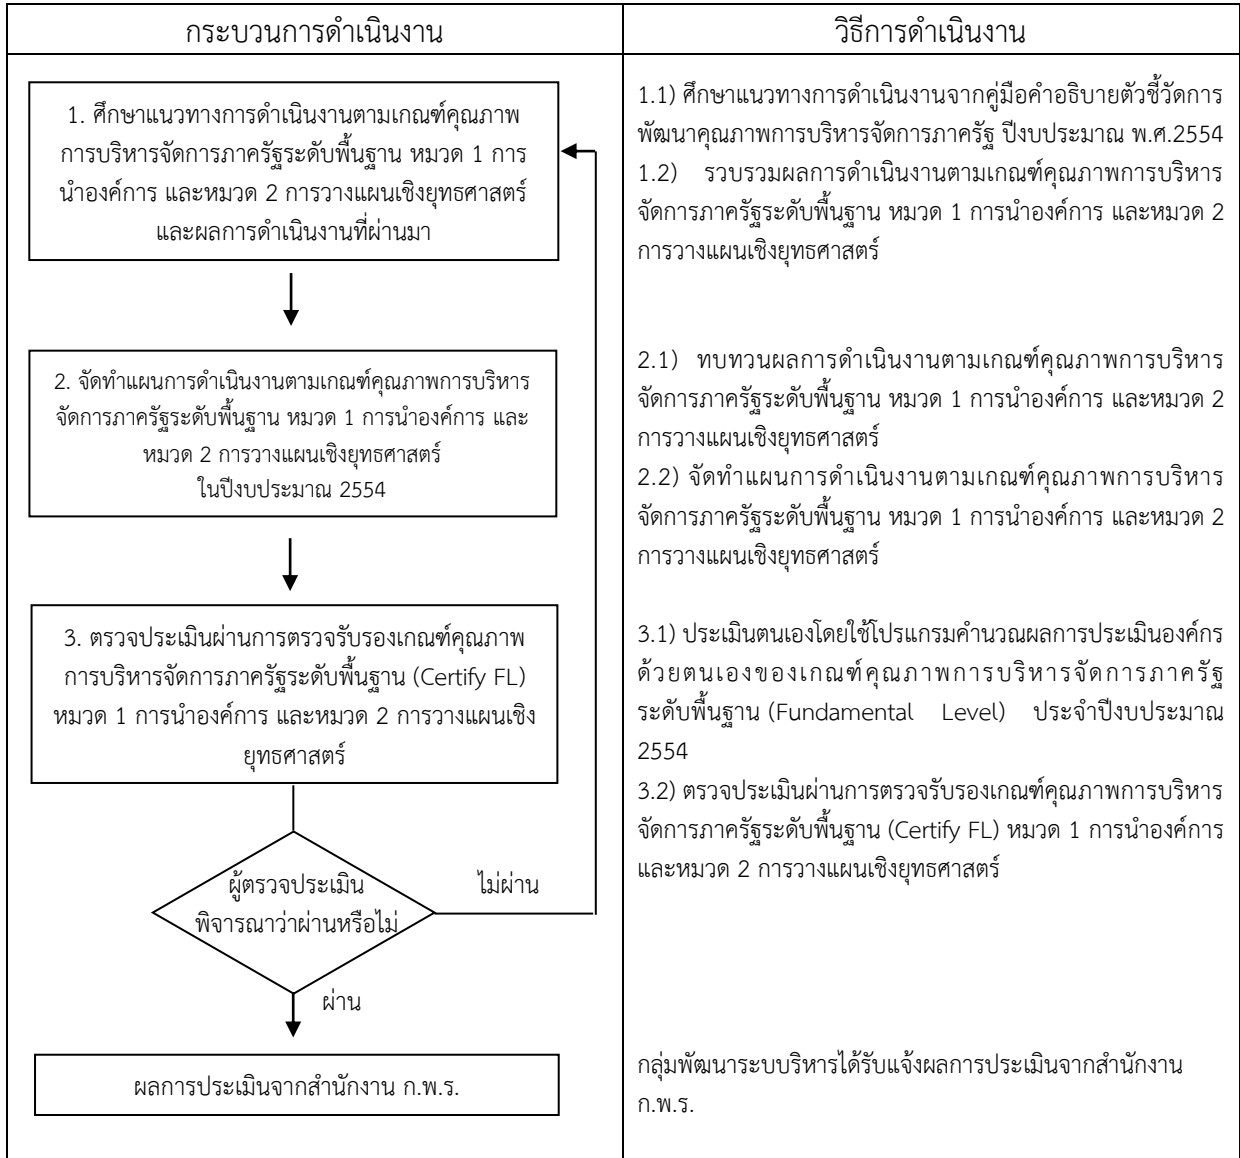 กระบวนการดำเนินงาน
วิธีการดำเนินงาน
1. ศึกษาแนวทางการดำเนินงานตามเกณฑ์คุณภาพ
การบริหารจัดการภาครัฐระดับพื้นฐาน หมวด 1 การ
นำองค์การ และหมวด 2 การวางแผนเชิงยุทธศาสตร์
และผลการดำเนินงานที่ผ่านมา
1.1) ศึกษาแนวทางการดำเนินงานจากคู่มือคำอธิบายตัวชี้วัดการ
พัฒนาคุณภาพการบริหารจัดการภาครัฐ ปีงบประมาณ พ.ศ.2554
1.2) รวบรวมผลการดำเนินงานตามเกณฑ์คุณภาพการบริหาร
จัดการภาครัฐระดับพื้นฐาน หมวด 1 การนำองค์การ และหมวด 2
การวางแผนเชิงยุทธศาสตร์
2. จัดทำแผนการดำเนินงานตามเกณฑ์คุณภาพการบริหาร
จัดการภาครัฐระดับพื้นฐาน หมวด 1 การนำองค์การ และ
หมวด 2 การวางแผนเชิงยุทธศาสตร์
ในปีงบประมาณ 2554
2.1) ทบทวนผลการดำเนินงานตามเกณฑ์คุณภาพการบริหาร
จัดการภาครัฐระดับพื้นฐาน หมวด 1 การนำองค์การ และหมวด 2
การวางแผนเชิงยุทธศาสตร์
2.2) จัดทำแผนการดำเนินงานตามเกณฑ์คุณภาพการบริหาร
จัดการภาครัฐระดับพื้นฐาน หมวด 1 การนำองค์การ และหมวด 2
การวางแผนเชิงยุทธศาสตร์
3. ตรวจประเมินผ่านการตรวจรับรองเกณฑ์คุณภาพ
การบริหารจัดการภาครัฐระดับพื้นฐาน (Certify FL)
หมวด 1 การนำองค์การ และหมวด 2 การวางแผนเชิง
ยุทธศาสตร์
3.1) ประเมินตนเองโดยใช้โปรแกรมคำนวณผลการประเมินองค์กร
ด้วยตนเองของเกณฑ์คุณภาพการบริหารจัดการภาครัฐ
ระดับพื้นฐาน (Fundamental Level) ประจำปีงบประมาณ
2554
3.2) ตรวจประเมินผ่านการตรวจรับรองเกณฑ์คุณภาพการบริหาร
จัดการภาครัฐระดับพื้นฐาน (Certify FL) หมวด 1 การนำองค์การ
และหมวด 2 การวางแผนเชิงยุทธศาสตร์
ผู้ตรวจประเมิน
พิจารณาว่าผ่านหรือไม่
ไม่ผ่าน
ผ่าน
ผลการประเมินจากสำนักงาน ก.พ.ร.
กลุ่มพัฒนาระบบบริหารได้รับแจ้งผลการประเมินจากสำนักงาน
ก.พ.ร.